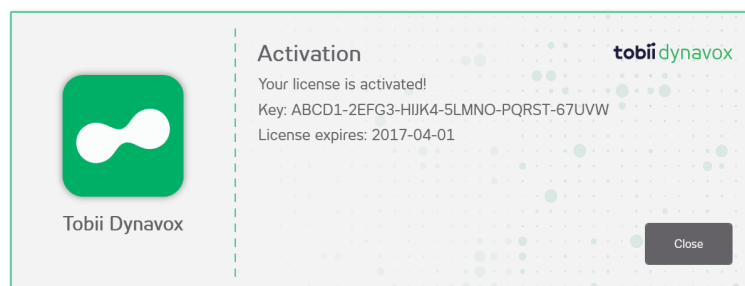 Activation
tobii dynavox
Your license is activated!
Key: ABCD1-2EFG3-HIJK4-5LMNO-PQRST-67UVW
License expires: 2017-04-01
Tobii Dynavox
Close